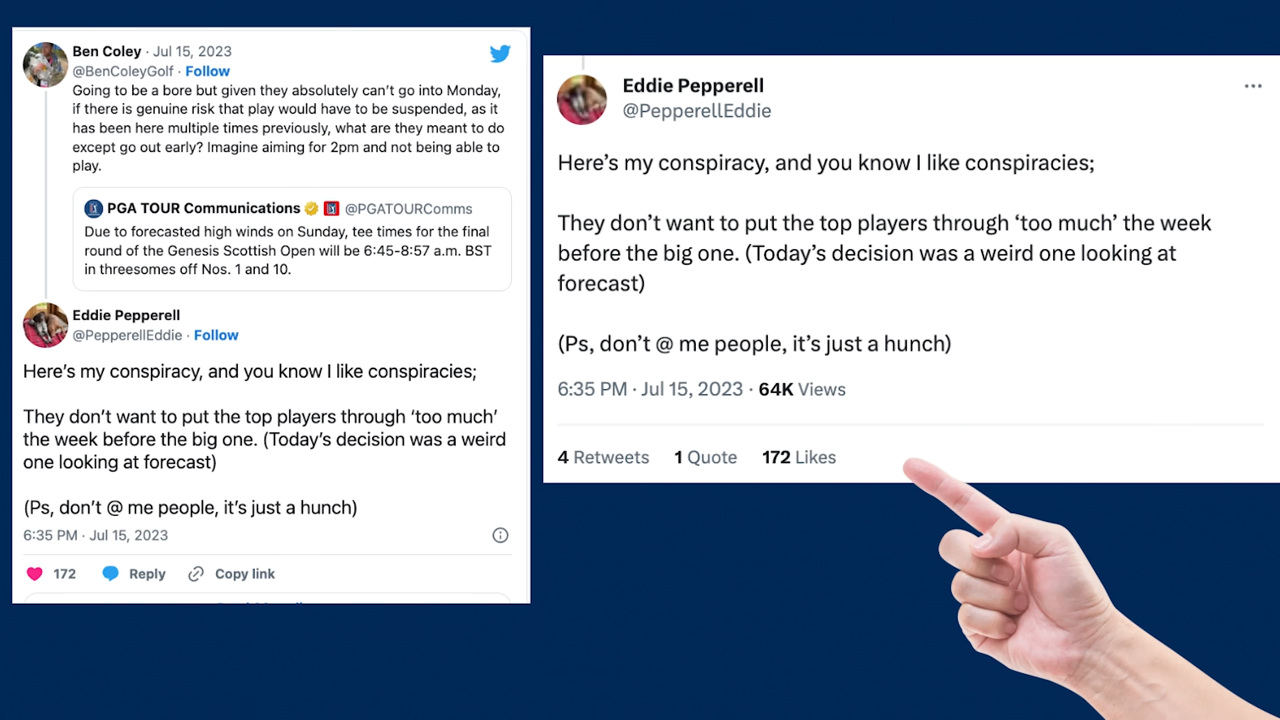 Ben Coley · Jul 15, 2023
@BenColeyGolf · Follow
Going to be a bore but given they absolutely can’t go into Monday,
if there is genuine risk that play would have to be suspended, as it
has been here multiple times previously, what are they meant to do
except go out early? Imagine aiming for 2pm and not being able to
play.
PGA TOUR Communications @PGATOURComms
Due to forecasted high winds on Sunday, tee times for the final
round of the Genesis Scottish Open will be 6:45-8:57 a.m. BST
in threesomes off Nos. 1 and 10.
Eddie Pepperell
@PepperellEddie · Follow
Here’s my conspiracy, and you know I like conspiracies;
They don’t want to put the top players through ‘too much’
the week before the big one. (Today’s decision was a weird
one looking at forecast)
(Ps, don’t @ me people, it’s just a hunch)
6:35 PM · Jul 15, 2023
172 Reply Copy link
Eddie Pepperell
@PepperellEddie
Here’s my conspiracy, and you know I like conspiracies;
They don’t want to put the top players through ‘too much’ the week
before the big one. (Today’s decision was a weird one looking at
forecast)
(Ps, don’t @ me people, it’s just a hunch)
6:35 PM · Jul 15, 2023 · 64K Views
4 Retweets 1 Quote 172 Likes